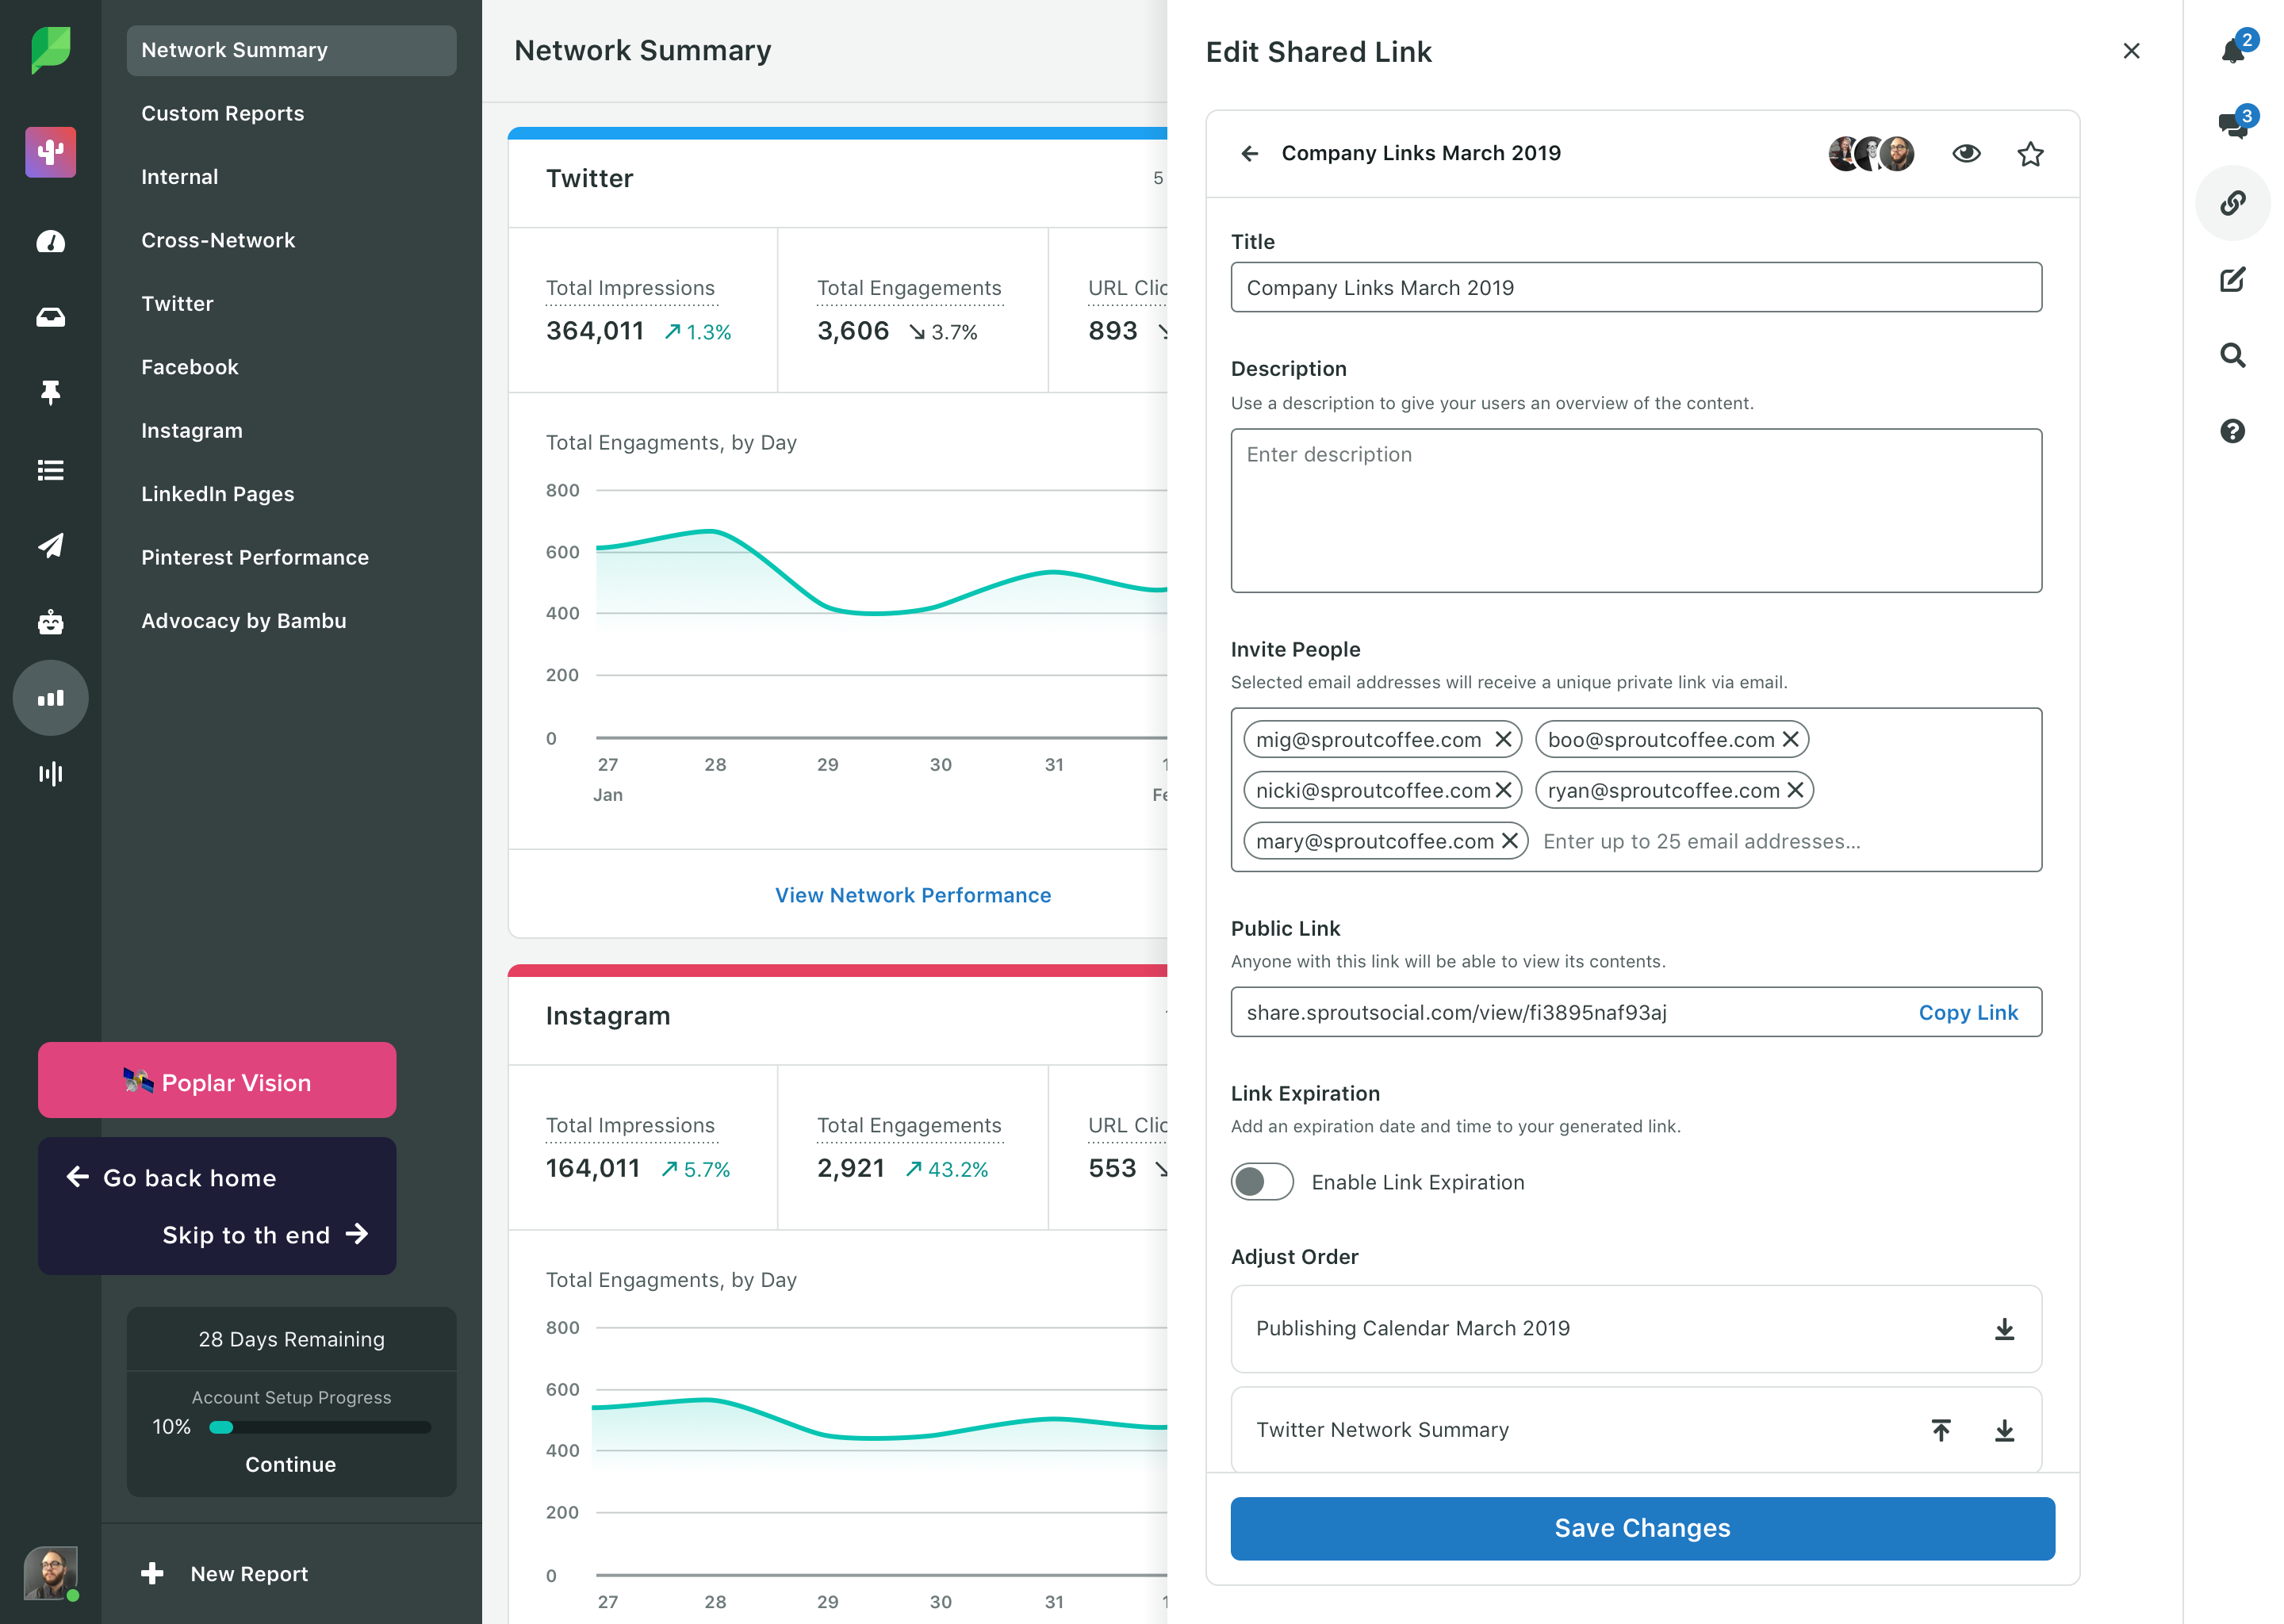 Network Summary
Custom Reports
Internal
Cross-Network
Twitter
Facebook
Instagram
LinkedIn Pages
Pinterest Performance
Advocacy by Bambu
Poplar Vision
Go back home
Skip to th end
28 Days Remaining
Account Setup Progress
10%
Continue
New Report
Network Summary
Twitter
5
Total Impressions
364,011 1.3%
Total Engagements
3,606 3.7%
URL Clic
893
Total Engagments, by Day
800
600
400
200
0
27 28 29 30 31 1
Jan Fe
View Network Performance
Instagram
Total Impressions
164,011 5.7%
Total Engagements
2,921 43.2%
URL Clic
553
Total Engagments, by Day
800
600
400
200
0
27 28 29 30 31 1
Edit Shared Link
Company Links March 2019
Title
Company Links March 2019
Description
Use a description to give your users an overview of the content.
Enter description
Invite People
Selected email addresses will receive a unique private link via email.
mig@sproutcoffee.com boo@sproutcoffee.com
nicki@sproutcoffee.com ryan@sproutcoffee.com
mary@sproutcoffee.com Enter up to 25 email addresses...
Public Link
Anyone with this link will be able to view its contents.
share.sproutsocial.com/view/fi3895naf93aj Copy Link
Link Expiration
Add an expiration date and time to your generated link.
Enable Link Expiration
Adjust Order
Publishing Calendar March 2019
Twitter Network Summary
Save Changes
2
3